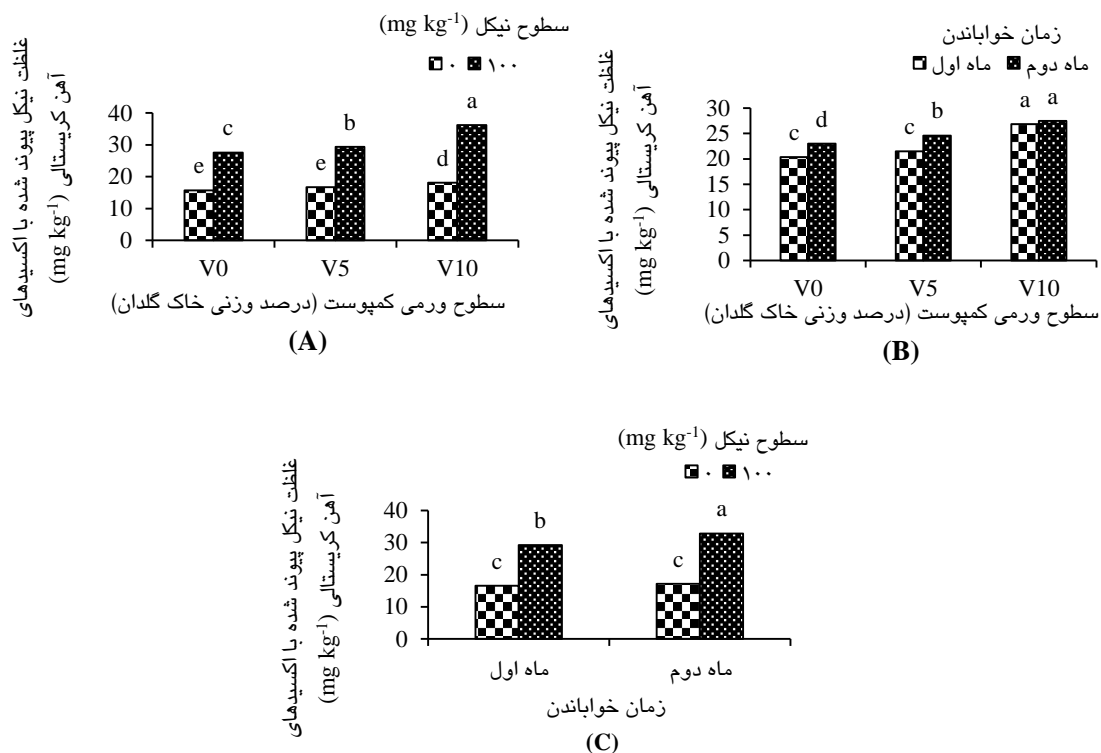 سطوح نیکل (mg kg-1)
۰ ۱۰۰
غلظت نیکل پیوند شده با اکسیدهای
آهن کریستالی (mg kg-1)
40
30
20
10
0
e c e b d a
V0 V5 V10
سطوح ورمی کمپوست (درصد وزنی خاک گلدان)
(A)
زمان خواباندن
ماه اول ماه دوم
غلظت نیکل پیوند شده با اکسیدهای
آهن کریستالی (mg kg-1)
30
25
20
15
10
5
0
c d c b a a
V0 V5 V10
سطوح ورمی کمپوست (درصد وزنی خاک گلدان)
(B)
سطوح نیکل (mg kg-1)
۰ ۱۰۰
غلظت نیکل پیوند شده با اکسیدهای
آهن کریستالی (mg kg-1)
40
30
20
10
0
c b c a
ماه اول ماه دوم
زمان خواباندن
(C)